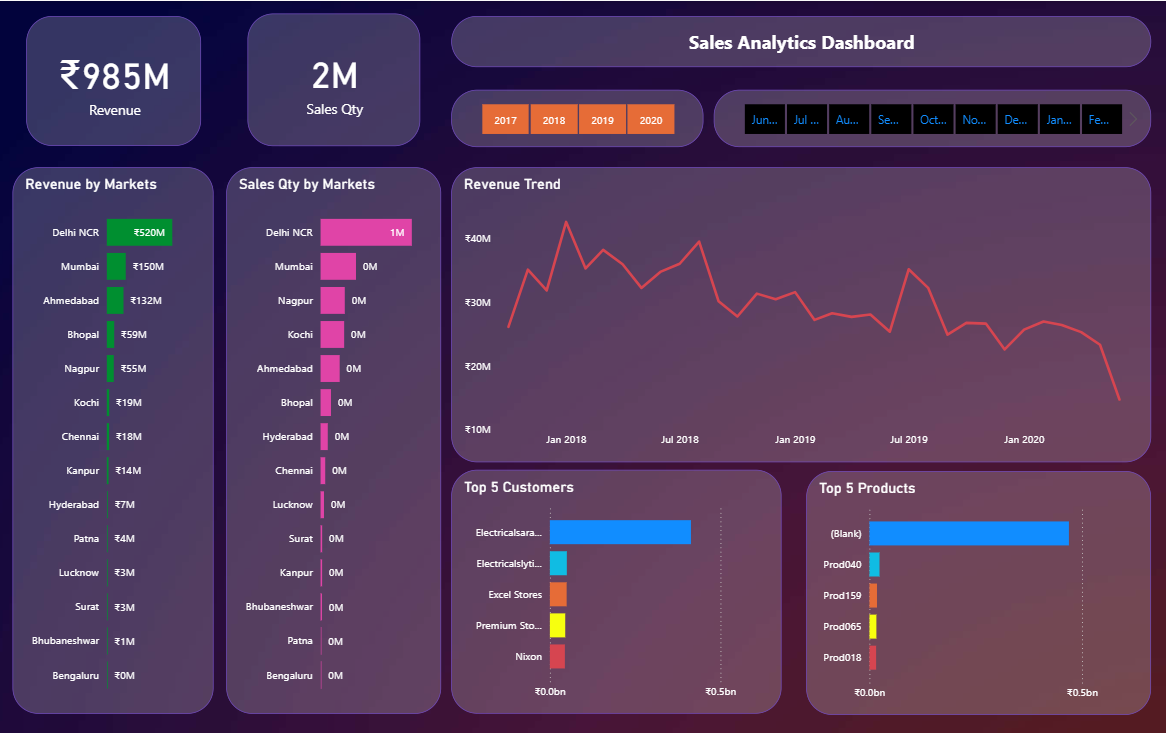 ₹985M
Revenue
2M
Sales Qty
Sales Analytics Dashboard
2017 2018 2019 2020
Jun... Jul ... Au... Se... Oct... No... De... Jan... Fe...
Revenue by Markets
Delhi NCR ₹520M
Mumbai ₹150M
Ahmedabad ₹132M
Bhopal ₹59M
Nagpur ₹55M
Kochi ₹19M
Chennai ₹18M
Kanpur ₹14M
Hyderabad ₹7M
Patna ₹4M
Lucknow ₹3M
Surat ₹3M
Bhubaneshwar ₹1M
Bengaluru ₹0M
Sales Qty by Markets
Delhi NCR 1M
Mumbai 0M
Nagpur 0M
Kochi 0M
Ahmedabad 0M
Bhopal 0M
Hyderabad 0M
Chennai 0M
Lucknow 0M
Surat 0M
Kanpur 0M
Bhubaneshwar 0M
Patna 0M
Bengaluru 0M
Revenue Trend
₹40M
₹30M
₹20M
₹10M
Jan 2018 Jul 2018 Jan 2019 Jul 2019 Jan 2020
Top 5 Customers
Electricalsara...
Electricalslyti...
Excel Stores
Premium Sto...
Nixon
₹0.0bn ₹0.5bn
Top 5 Products
(Blank)
Prod040
Prod159
Prod065
Prod018
₹0.0bn ₹0.5bn